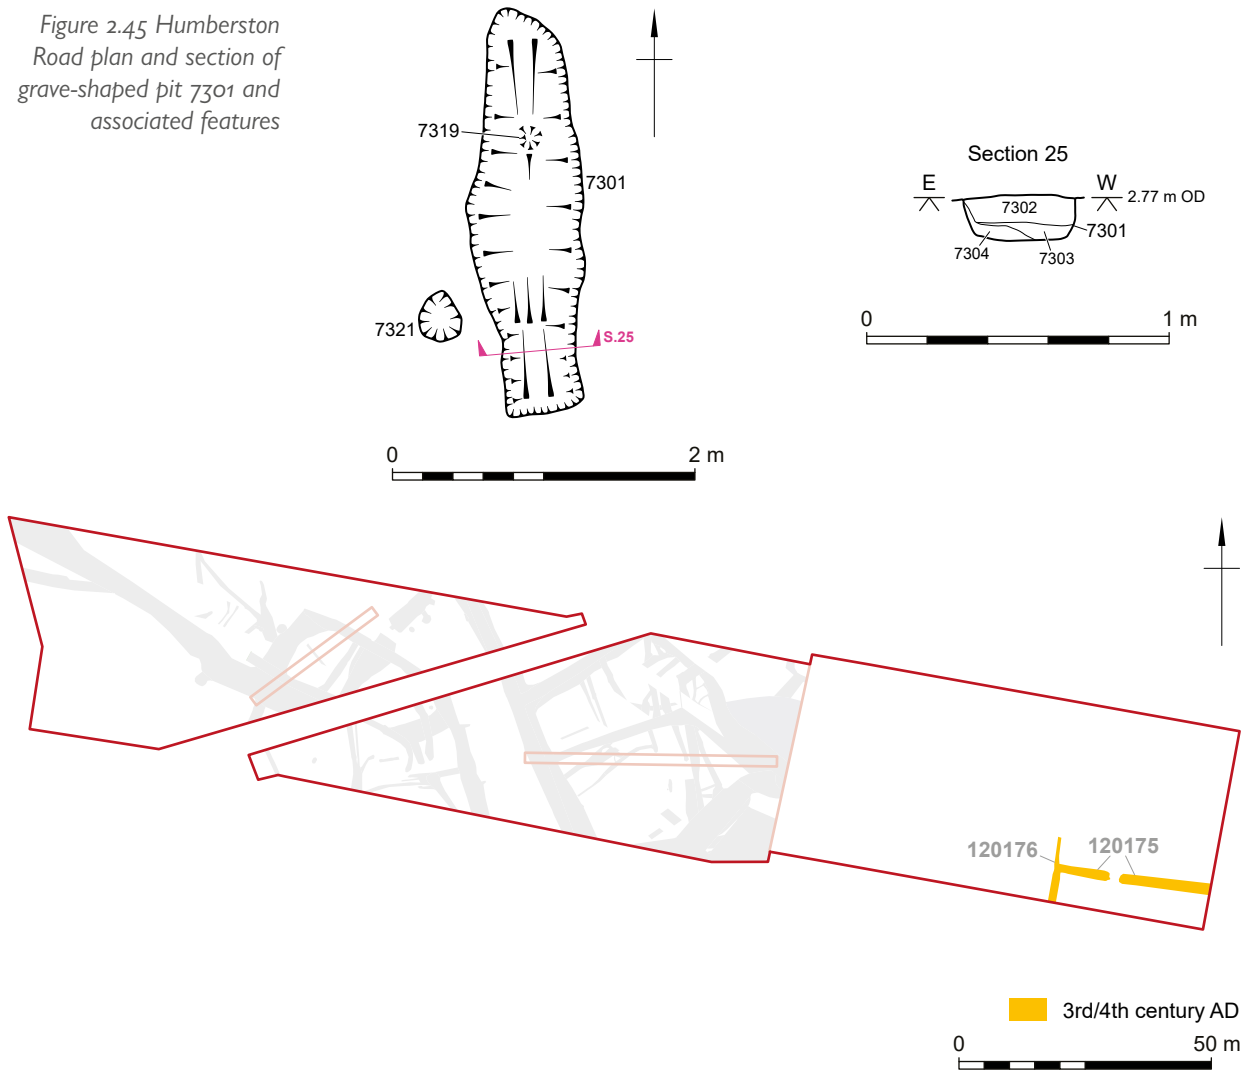 Figure 2.45 Humberston
Road plan and section of
grave-shaped pit 7301 and
associated features
7319
7301
7321
S.25
0 2 m
Section 25
E W
2.77 m OD
7302
7301
7304 7303
0 1 m
120176 120175
3rd/4th century AD
0 50 m